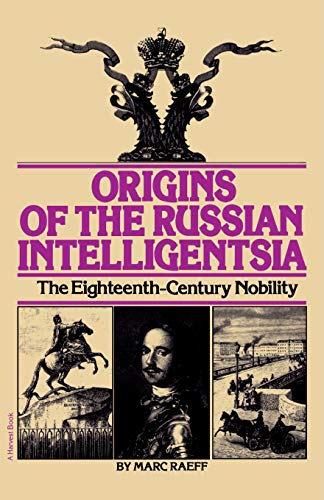 ORIGINS
OF THE RUSSIAN
INTELLIGENTSIA
The Eighteenth-Century Nobility
A Harvest Book
BY MARC RAEFF